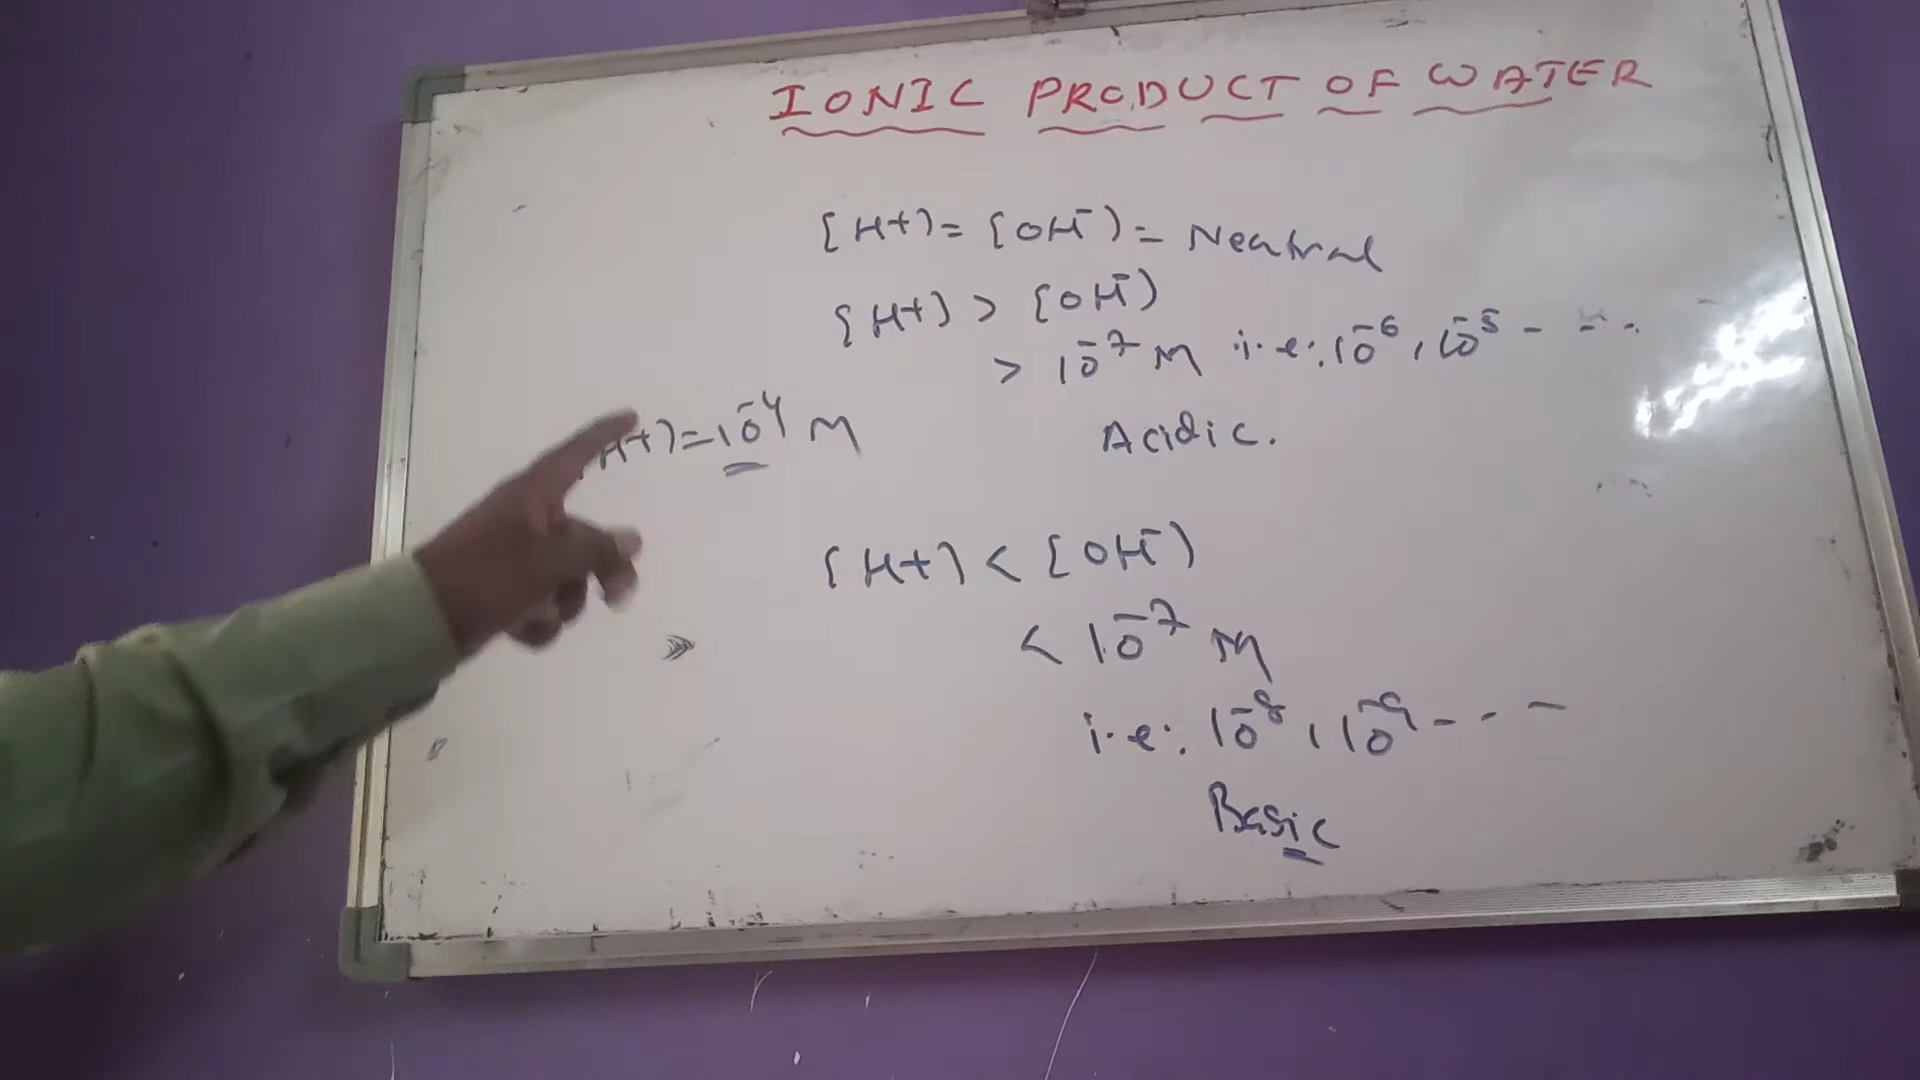 IONIC PRODUCT OF WATER
[H+] = [OH⁻] = Neutral
[H+] > [OH⁻]
> 10⁻⁷ M i.e:. 10⁻⁶, 10⁻⁵ - - - .
H+] = 10⁻⁴ M
Acidic.
[H+] < [OH⁻]
< 10⁻⁷ M
i.e:. 10⁻⁸, 10⁻⁹ - - -
Basic